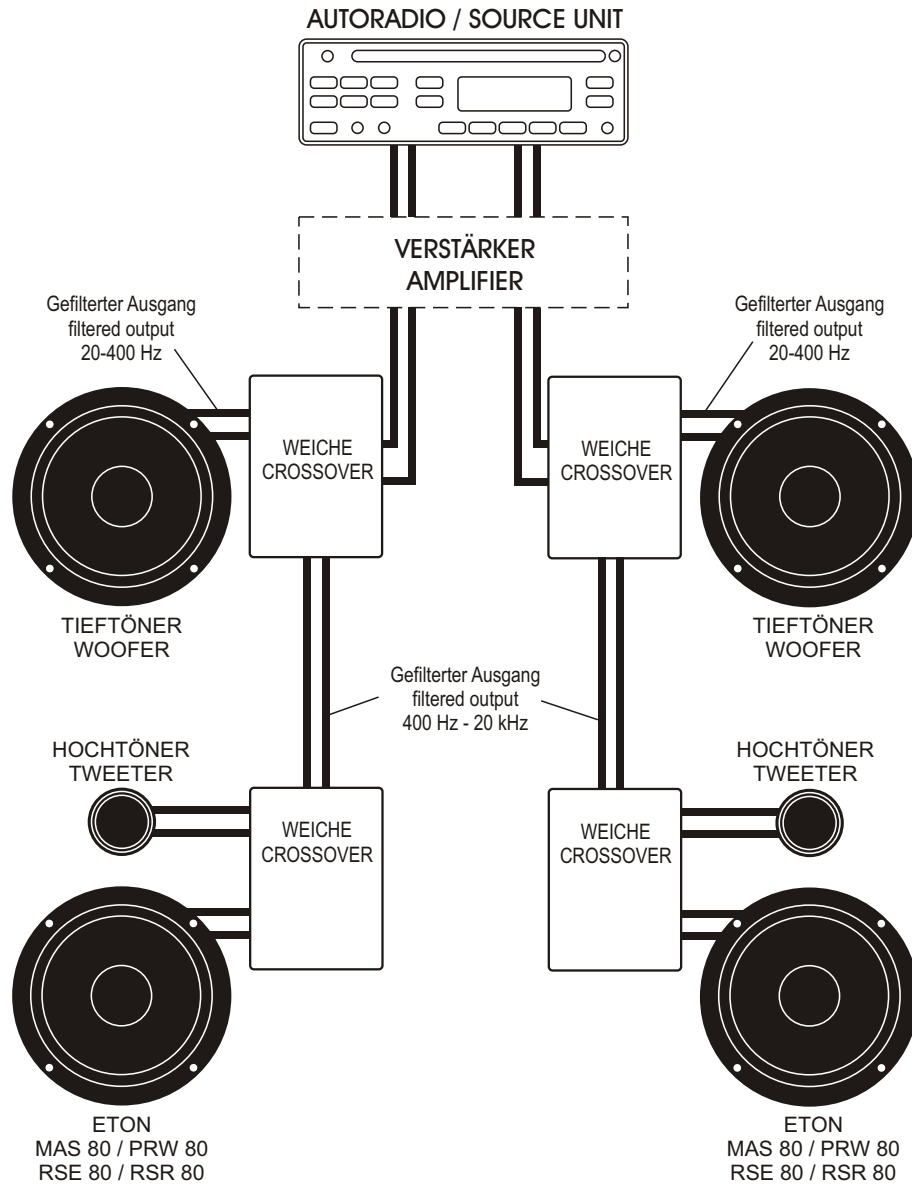 AUTORADIO / SOURCE UNIT
VERSTÄRKER
AMPLIFIER
Gefilterter Ausgang
filtered output
20-400 Hz
Gefilterter Ausgang
filtered output
20-400 Hz
WEICHE
CROSSOVER
WEICHE
CROSSOVER
TIEFTÖNER
WOOFER
TIEFTÖNER
WOOFER
Gefilterter Ausgang
filtered output
400 Hz - 20 kHz
HOCHTÖNER
TWEETER
HOCHTÖNER
TWEETER
WEICHE
CROSSOVER
WEICHE
CROSSOVER
ETON
MAS 80 / PRW 80
RSE 80 / RSR 80
ETON
MAS 80 / PRW 80
RSE 80 / RSR 80